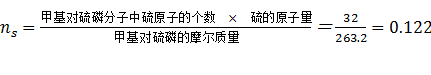 n_s = 甲基对硫磷分子中硫原子的个数 × 硫的原子量 / 甲基对硫磷的摩尔质量 = 32 / 263.2 = 0.122